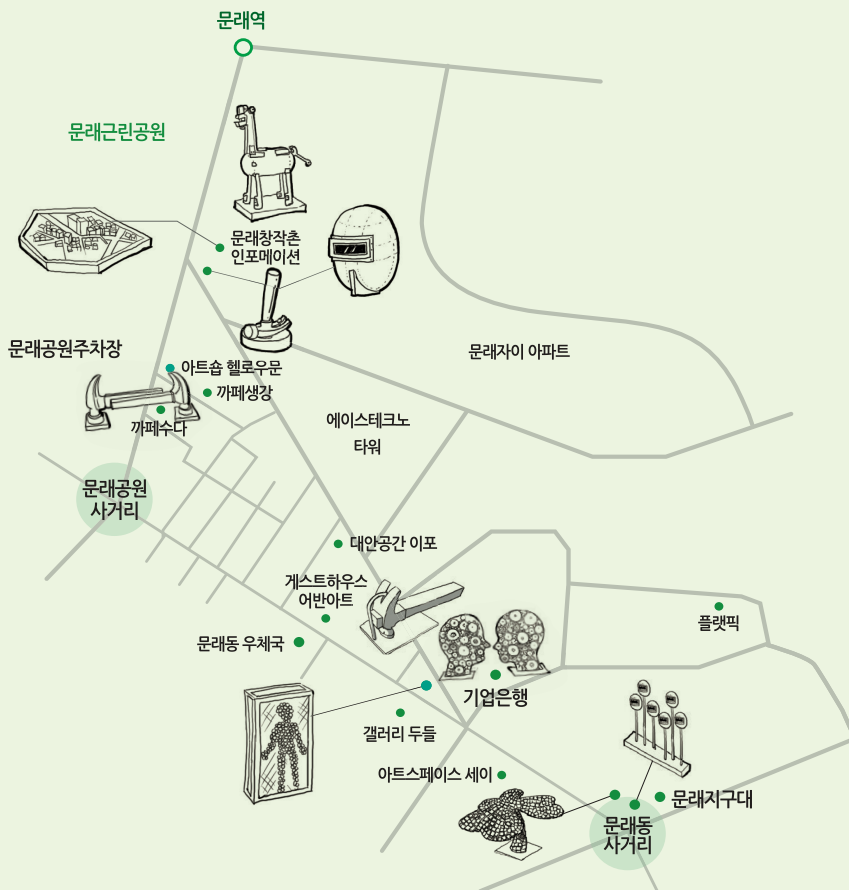 문래역
문래근린공원
문래창작촌
인포메이션
문래공원주차장
문래자이 아파트
아트숍 헬로우문
까페생강
까페수다
에이스테크노
타워
문래공원
사거리
대안공간 이포
게스트하우스
어반아트
플랫픽
문래동 우체국
기업은행
갤러리 두들
아트스페이스 세이
문래지구대
문래동
사거리